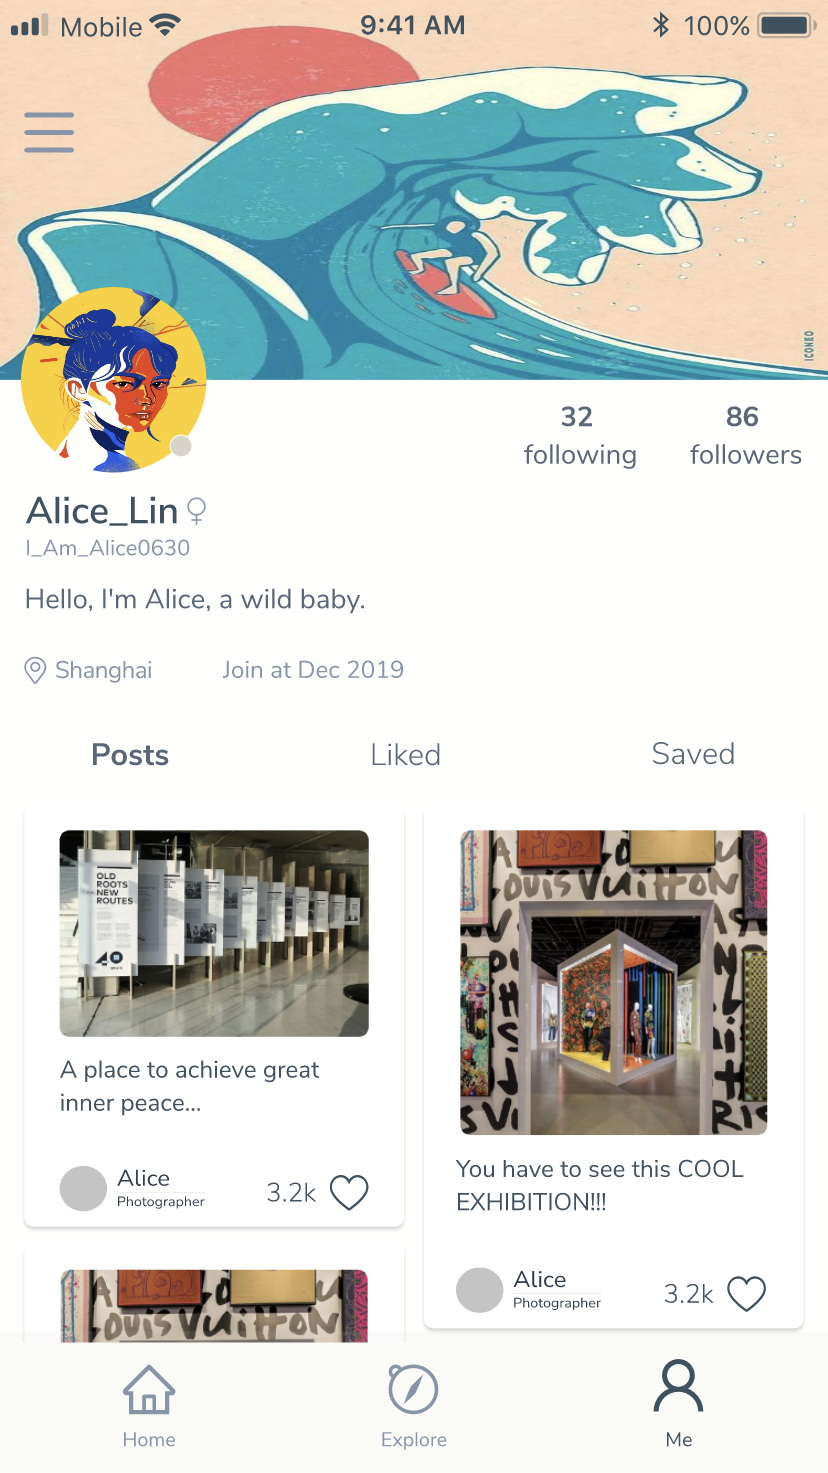 Mobile
9:41 AM
100%
ICONEO
32
following
86
followers
Alice_Lin
I_Am_Alice0630
Hello, I'm Alice, a wild baby.
Shanghai
Join at Dec 2019
Posts
Liked
Saved
OLD
ROOTS
NEW
ROUTES
A place to achieve great
inner peace...
Alice
Photographer
3.2k
LOUIS VUITTON
You have to see this COOL
EXHIBITION!!!
Alice
Photographer
3.2k
LOUIS VUITTON
Home
Explore
Me